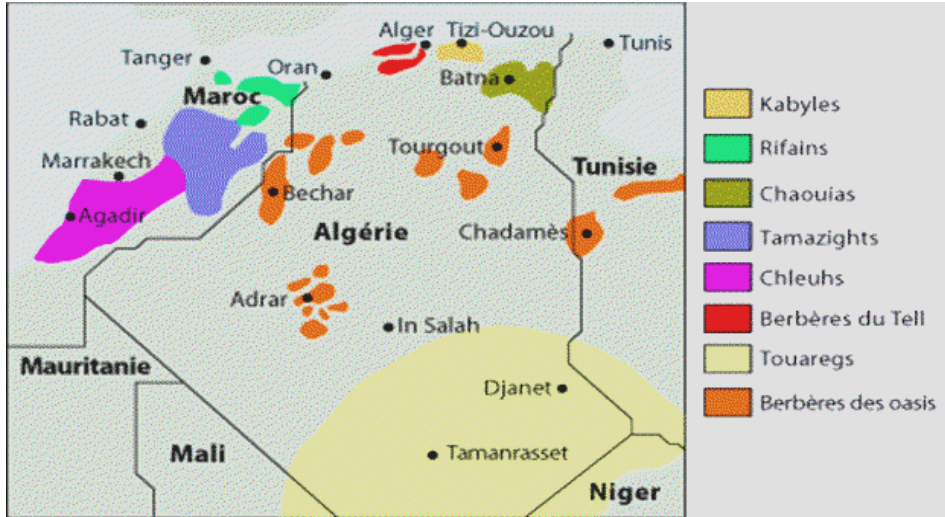 Alger
Tizi-Ouzou
Tunis
Tanger
Oran
Batna
Maroc
Rabat
Tourgout
Marrakech
Tunisie
Bechar
Agadir
Algérie
Chadamès
Adrar
In Salah
Mauritanie
Djanet
Mali
Tamanrasset
Niger
Kabyles
Rifains
Chaouías
Tamazights
Chleuhs
Berbères du Tell
Touaregs
Berbères des oasis